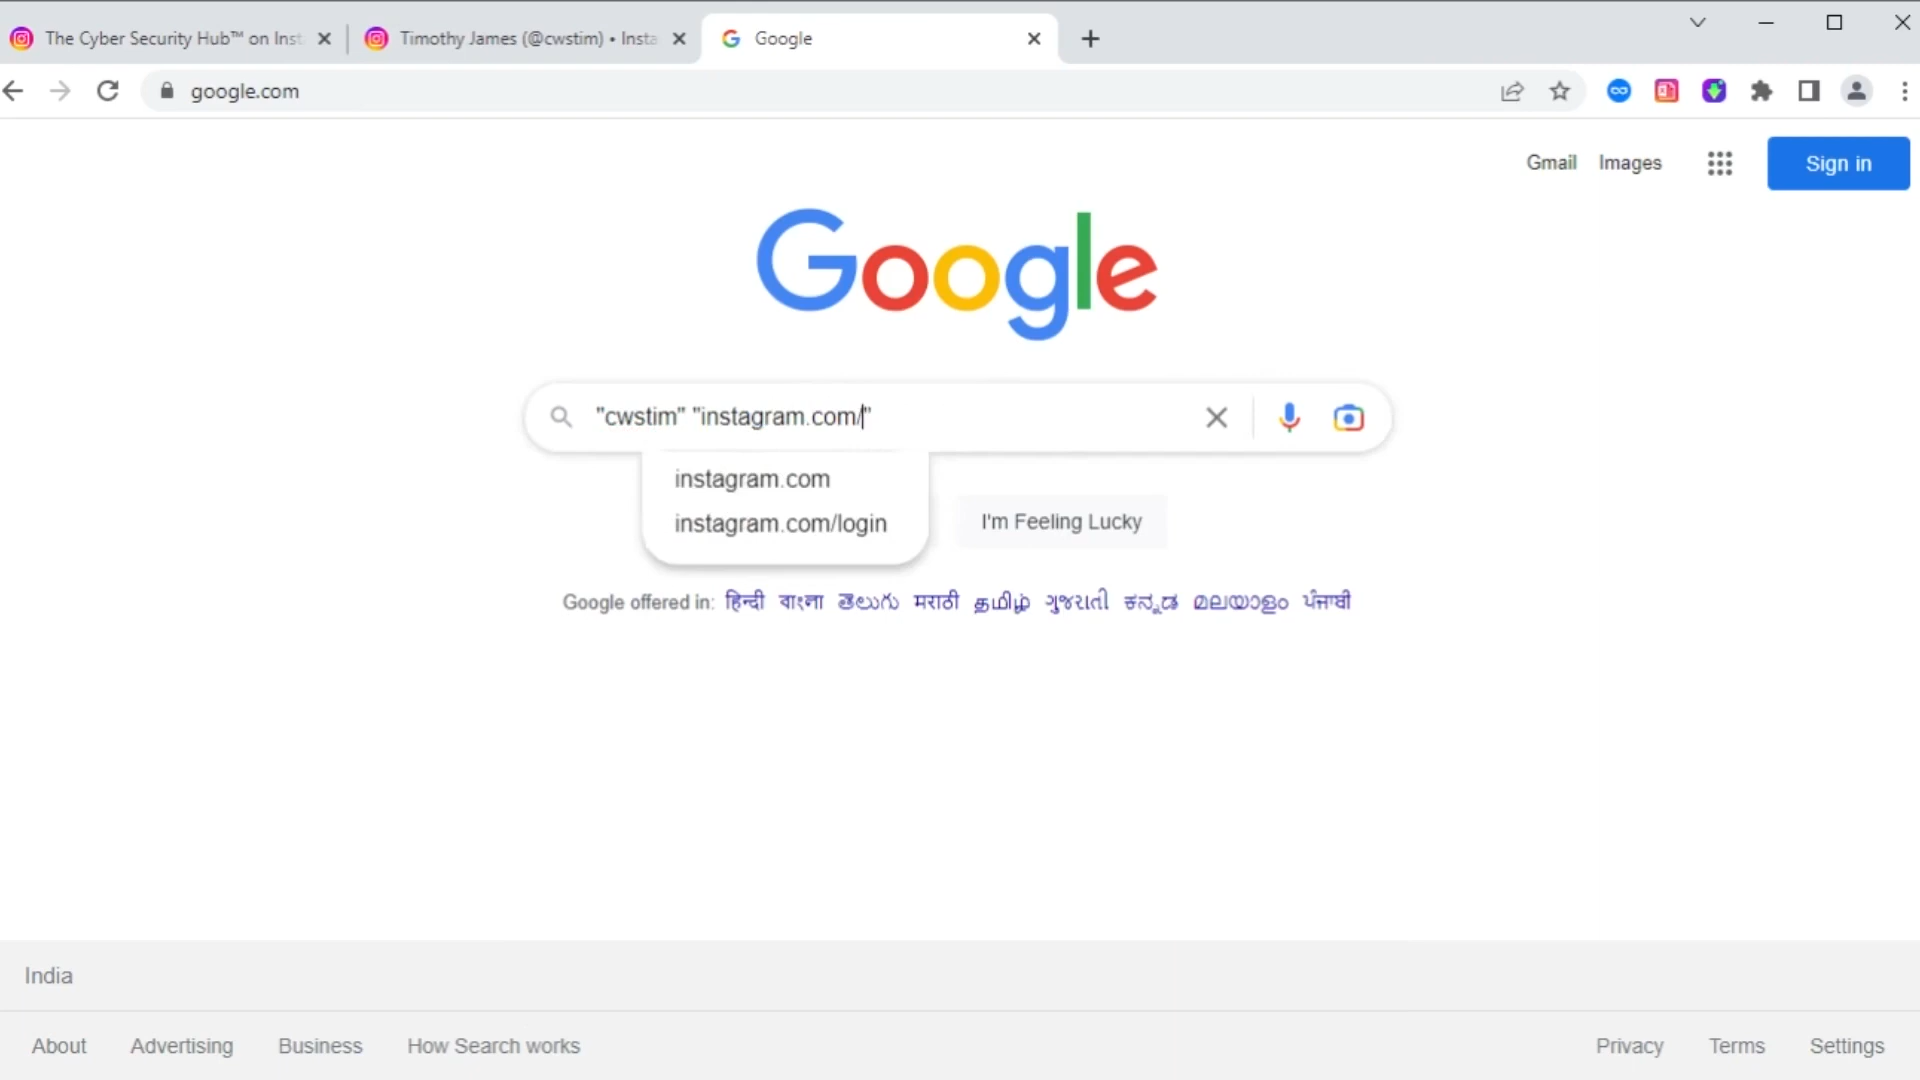 The Cyber Security Hub™ on Inst
Timothy James (@cwstim) • Insta
Google
google.com
Gmail
Images
Sign in
Google
"cwstim" "instagram.com/"
instagram.com
instagram.com/login
I'm Feeling Lucky
Google offered in: हिन्दी বাংলা తెలుగు मराठी தமிழ் ગુજરાતી ಕನ್ನಡ മലയാളം ਪੰਜਾਬੀ
India
About Advertising Business How Search works Privacy Terms Settings